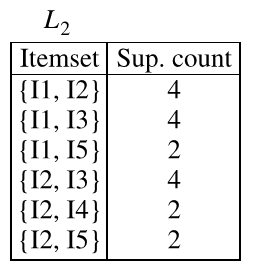 L₂
Itemset Sup. count
{I1, I2} 4
{I1, I3} 4
{I1, I5} 2
{I2, I3} 4
{I2, I4} 2
{I2, I5} 2